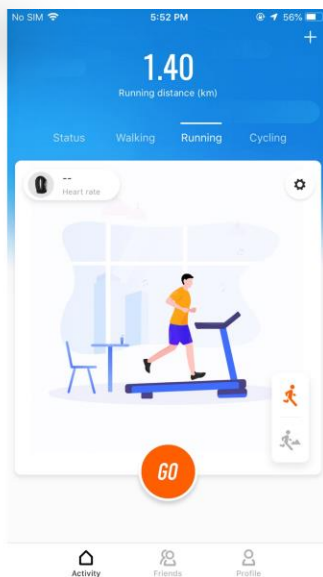 No SIM 5:52 PM 56%
+
1.40
Running distance (km)
Status Walking Running Cycling
--
Heart rate
GO
Activity Friends Profile